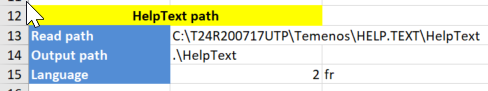 12 HelpText path
13 Read path C:\T24R200717UTP\Temenos\HELP.TEXT\HelpText
14 Output path .\HelpText
15 Language 2 fr